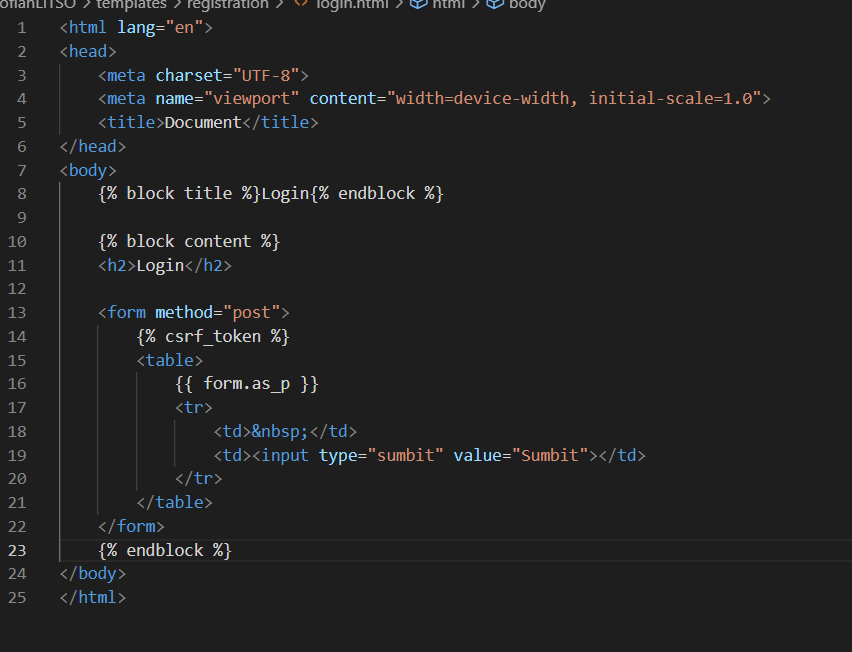 ofianLITSO > templates > registration > <> login.html > html > body
1 <html lang="en">
2 <head>
3 <meta charset="UTF-8">
4 <meta name="viewport" content="width=device-width, initial-scale=1.0">
5 <title>Document</title>
6 </head>
7 <body>
8 {% block title %}Login{% endblock %}
9
10 {% block content %}
11 <h2>Login</h2>
12
13 <form method="post">
14 {% csrf_token %}
15 <table>
16 {{ form.as_p }}
17 <tr>
18 <td>&nbsp;</td>
19 <td><input type="sumbit" value="Sumbit"></td>
20 </tr>
21 </table>
22 </form>
23 {% endblock %}
24 </body>
25 </html>